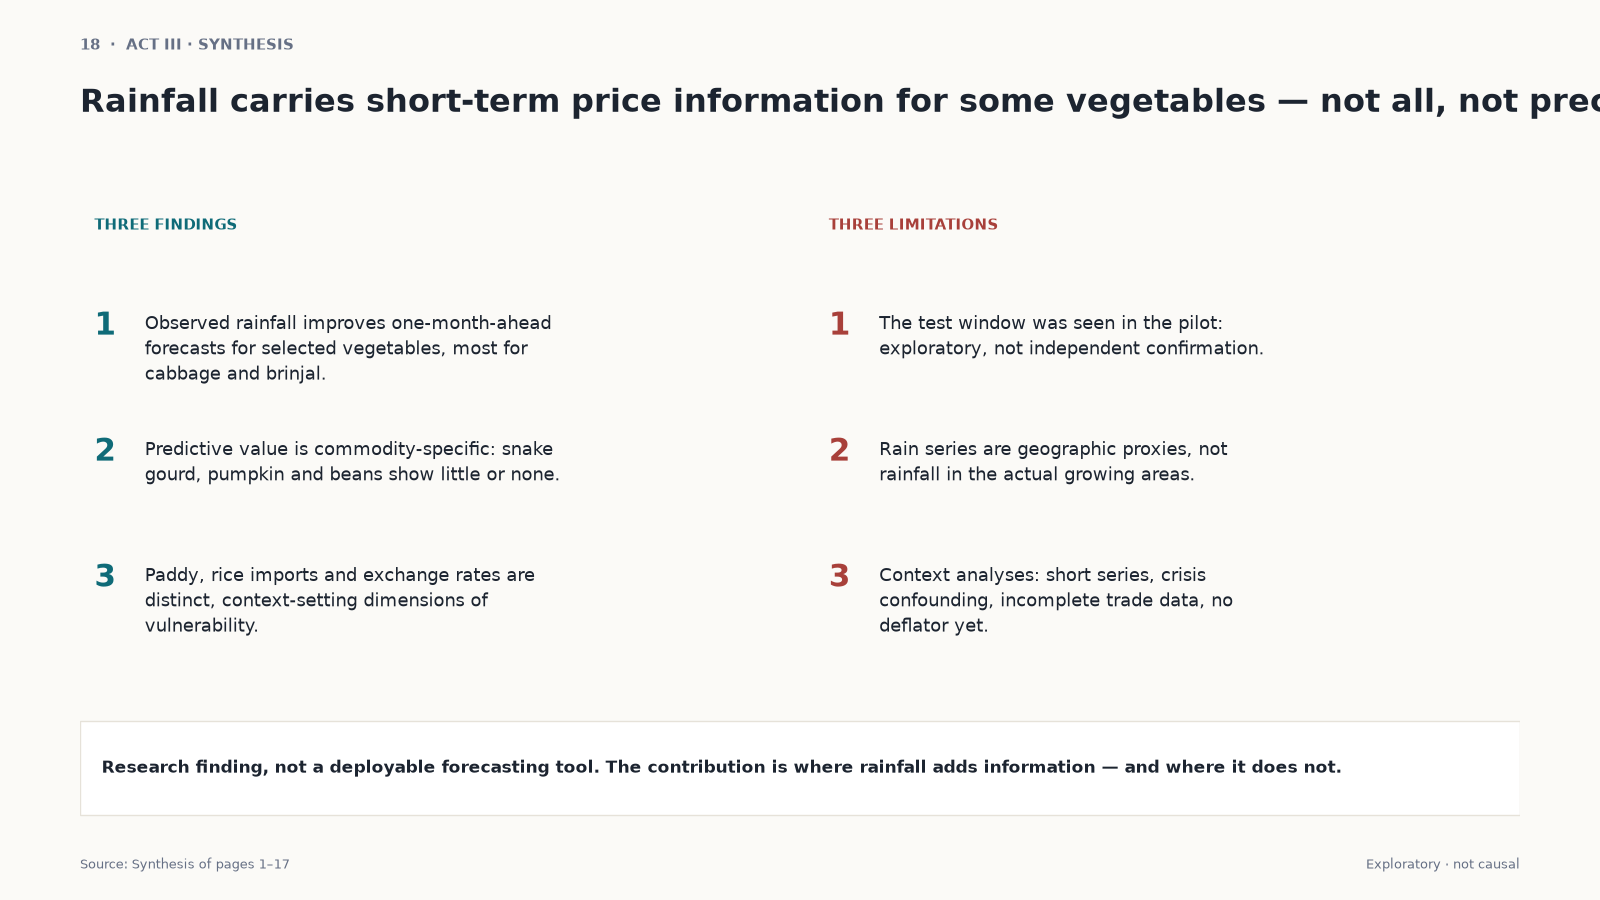 18 · ACT III · SYNTHESIS
Rainfall carries short-term price information for some vegetables — not all, not
THREE FINDINGS
1 Observed rainfall improves one-month-ahead
forecasts for selected vegetables, most for
cabbage and brinjal.
2 Predictive value is commodity-specific: snake
gourd, pumpkin and beans show little or none.
3 Paddy, rice imports and exchange rates are
distinct, context-setting dimensions of
vulnerability.
THREE LIMITATIONS
1 The test window was seen in the pilot:
exploratory, not independent confirmation.
2 Rain series are geographic proxies, not
rainfall in the actual growing areas.
3 Context analyses: short series, crisis
confounding, incomplete trade data, no
deflator yet.
Research finding, not a deployable forecasting tool. The contribution is where rainfall adds information — and where it does not.
Source: Synthesis of pages 1–17
Exploratory · not causal